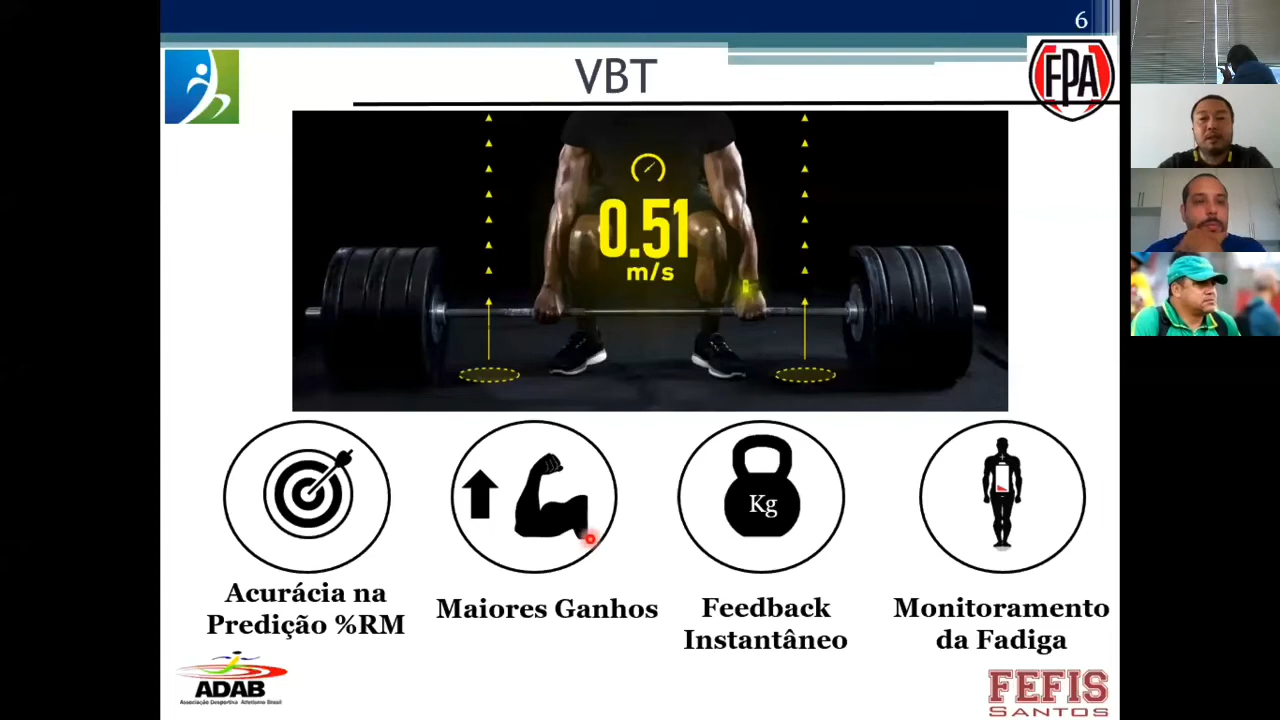 6
VBT
FPA
0.51
m/s
Kg
Acurácia na
Predição %RM
Maiores Ganhos
Feedback
Instantâneo
Monitoramento
da Fadiga
ADAB
Associação Desportiva Atletismo Brasil
FEFIS
SANTOS